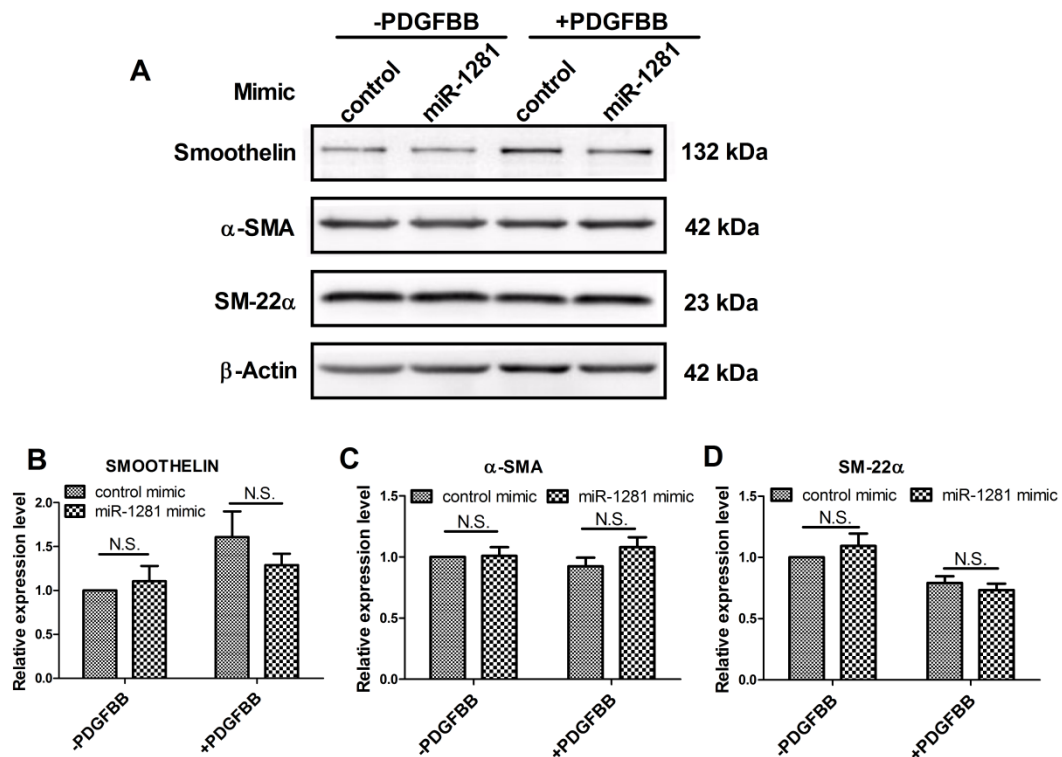 -PDGFBB +PDGFBB
A
Mimic control miR-1281 control miR-1281
Smoothelin 132 kDa
α-SMA 42 kDa
SM-22α 23 kDa
β-Actin 42 kDa
B
SMOOTHELIN
control mimic
miR-1281 mimic
N.S.
N.S.
Relative expression level
2.0
1.5
1.0
0.5
0.0
-PDGFBB
+PDGFBB
C
α-SMA
control mimic miR-1281 mimic
N.S. N.S.
Relative expression level
1.5
1.0
0.5
0.0
-PDGFBB
+PDGFBB
D
SM-22α
control mimic miR-1281 mimic
N.S.
N.S.
Relative expression level
1.5
1.0
0.5
0.0
-PDGFBB
+PDGFBB